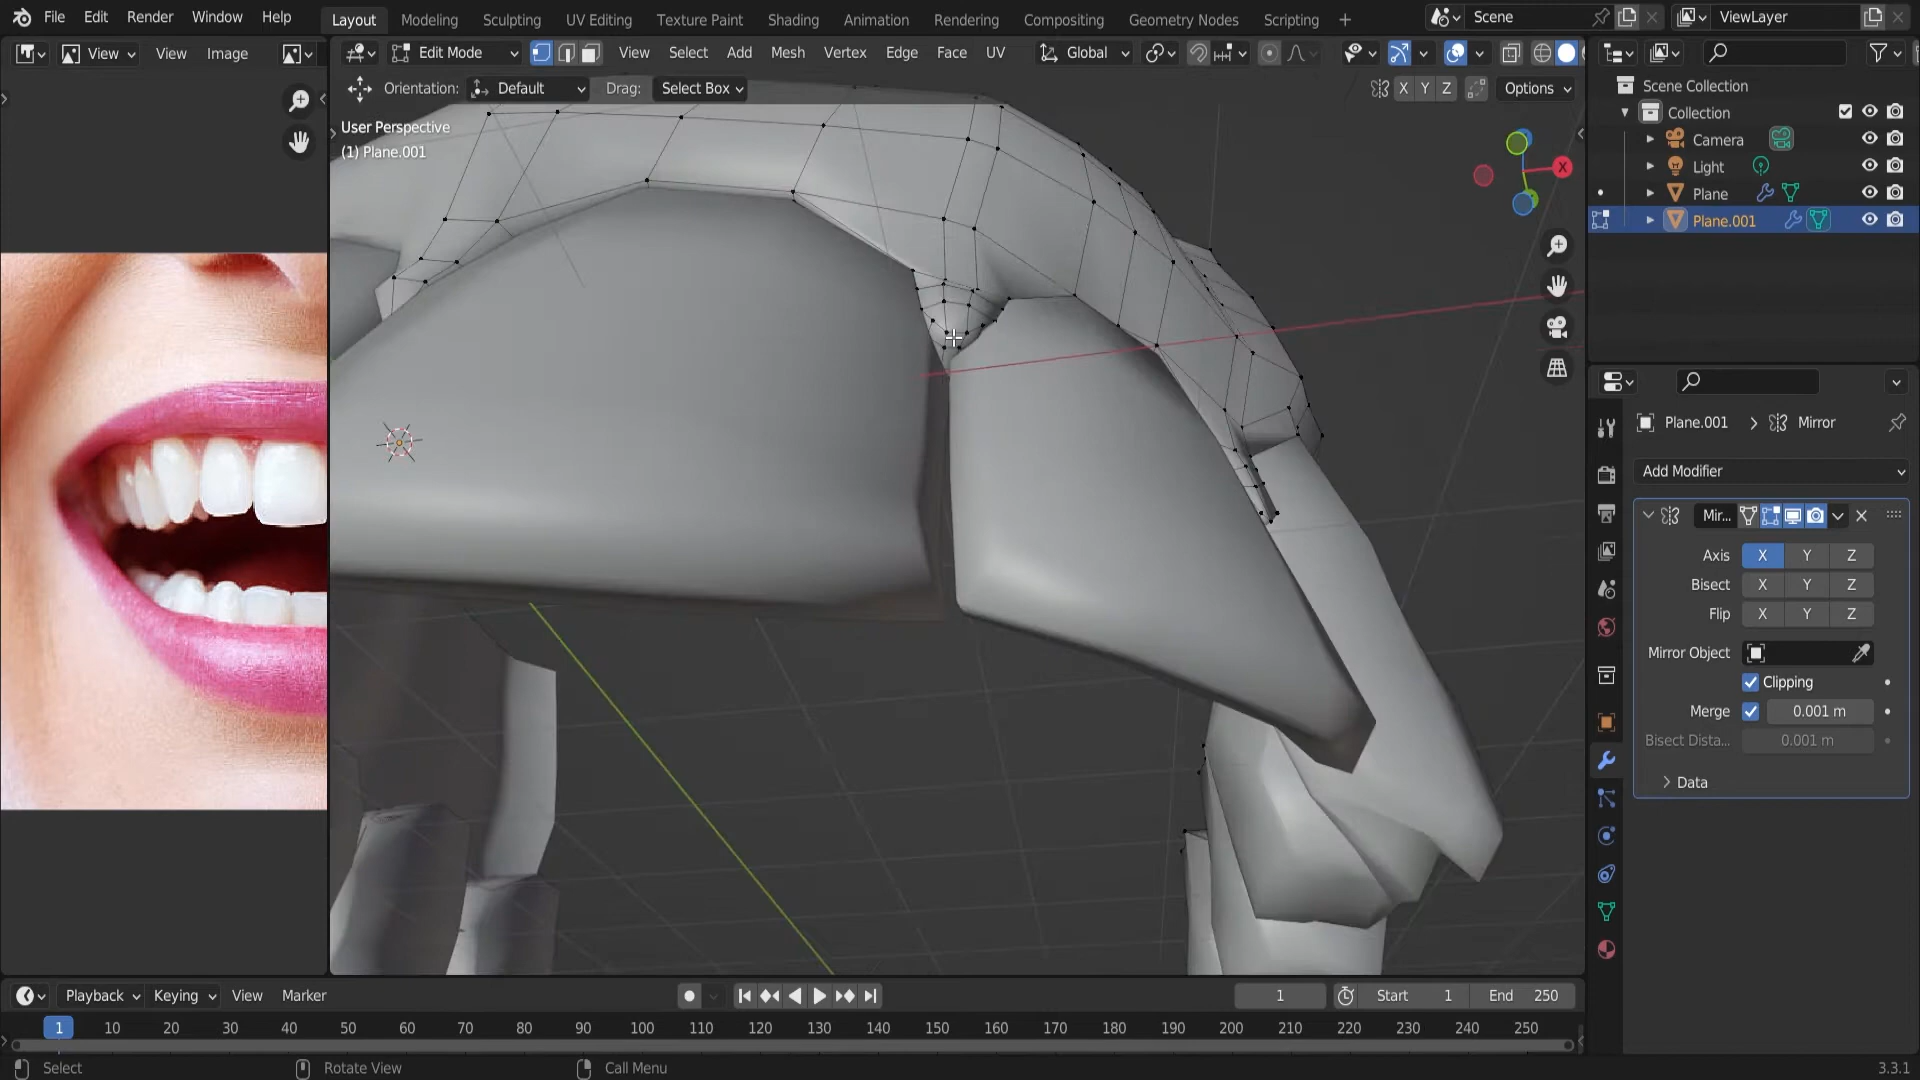 File Edit Render Window Help Layout Modeling Sculpting UV Editing Texture Paint Shading Animation Rendering Compositing Geometry Nodes Scripting + Scene ViewLayer
View View Image Edit Mode View Select Add Mesh Vertex Edge Face UV Global
Orientation: Default Drag: Select Box X Y Z Options
User Perspective
(1) Plane.001
X
Scene Collection
Collection
Camera
Light
Plane
Plane.001
Plane.001 > Mirror
Add Modifier
Mir...
Axis X Y Z
Bisect X Y Z
Flip X Y Z
Mirror Object
Clipping
Merge 0.001 m
Bisect Dista... 0.001 m
Data
Playback Keying View Marker 1 Start 1 End 250
1 10 20 30 40 50 60 70 80 90 100 110 120 130 140 150 160 170 180 190 200 210 220 230 240 250
Select Rotate View Call Menu 3.3.1